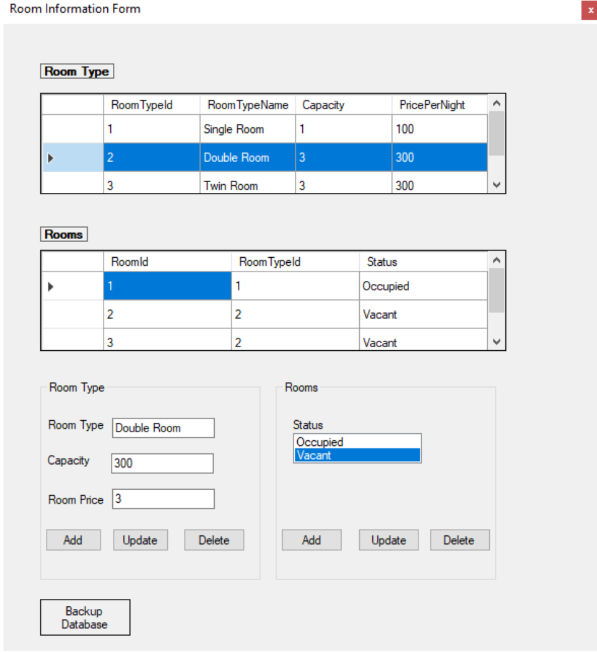 Room Information Form x
Room Type
RoomTypeId RoomTypeName Capacity PricePerNight
1 Single Room 1 100
2 Double Room 3 300
3 Twin Room 3 300
Rooms
RoomId RoomTypeId Status
1 1 Occupied
2 2 Vacant
3 2 Vacant
Room Type
Room Type Double Room
Capacity 300
Room Price 3
Add Update Delete
Rooms
Status
Occupied
Vacant
Add Update Delete
Backup
Database